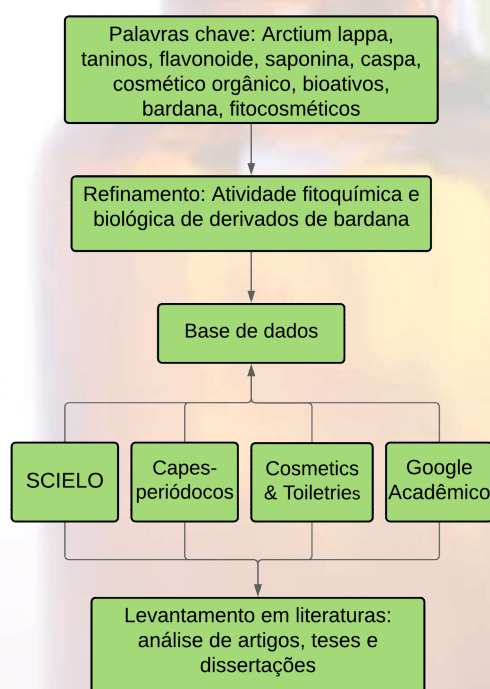 Palavras chave: Arctium lappa,
taninos, flavonoide, saponina, caspa,
cosmético orgânico, bioativos,
bardana, fitocosméticos
Refinamento: Atividade fitoquímica e
biológica de derivados de bardana
Base de dados
SCIELO
Capes-
periódocos
Cosmetics
& Toiletries
Google
Acadêmico
Levantamento em literaturas:
análise de artigos, teses e
dissertações